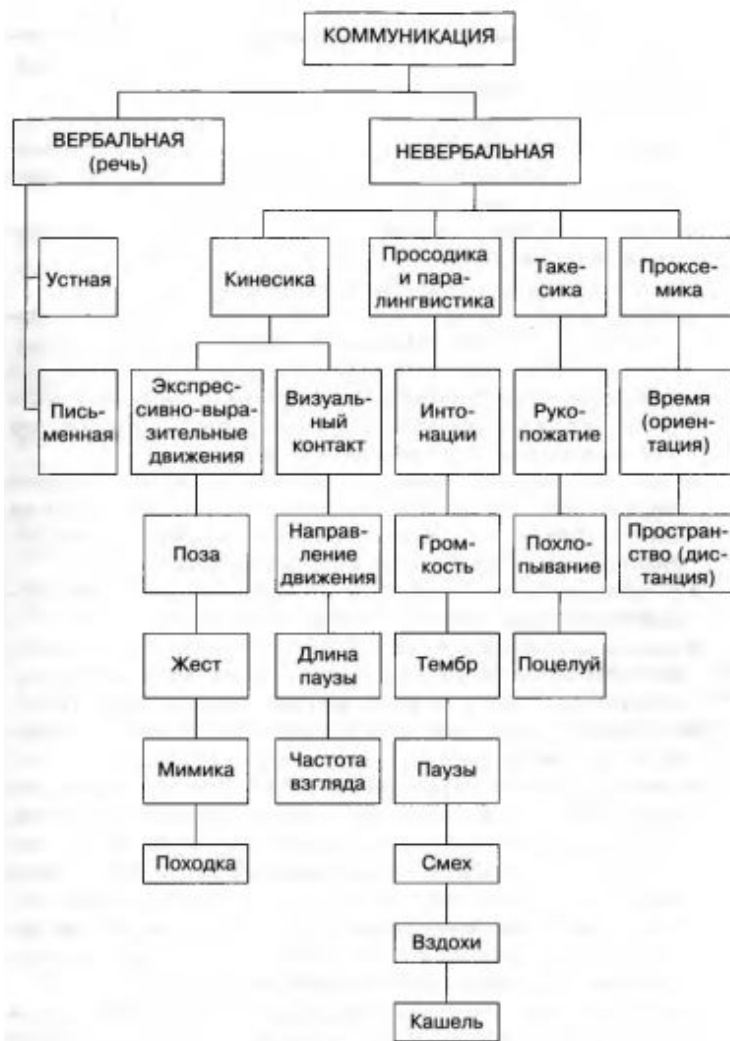 КОММУНИКАЦИЯ
ВЕРБАЛЬНАЯ
(речь)
НЕВЕРБАЛЬНАЯ
Устная
Кинесика
Просодика
и пара-
лингвистика
Таке-
сика
Проксе-
мика
Пись-
менная
Экспрес-
сивно-выра-
зительные
движения
Визуаль-
ный
контакт
Инто-
нации
Руко-
пожатие
Время
(ориен-
тация)
Поза
Направ-
ление
движения
Гром-
кость
Похло-
пывание
Простран-
ство (дис-
танция)
Жест
Длина
паузы
Тембр
Поцелуй
Мимика
Частота
взгляда
Паузы
Походка
Смех
Вздохи
Кашель